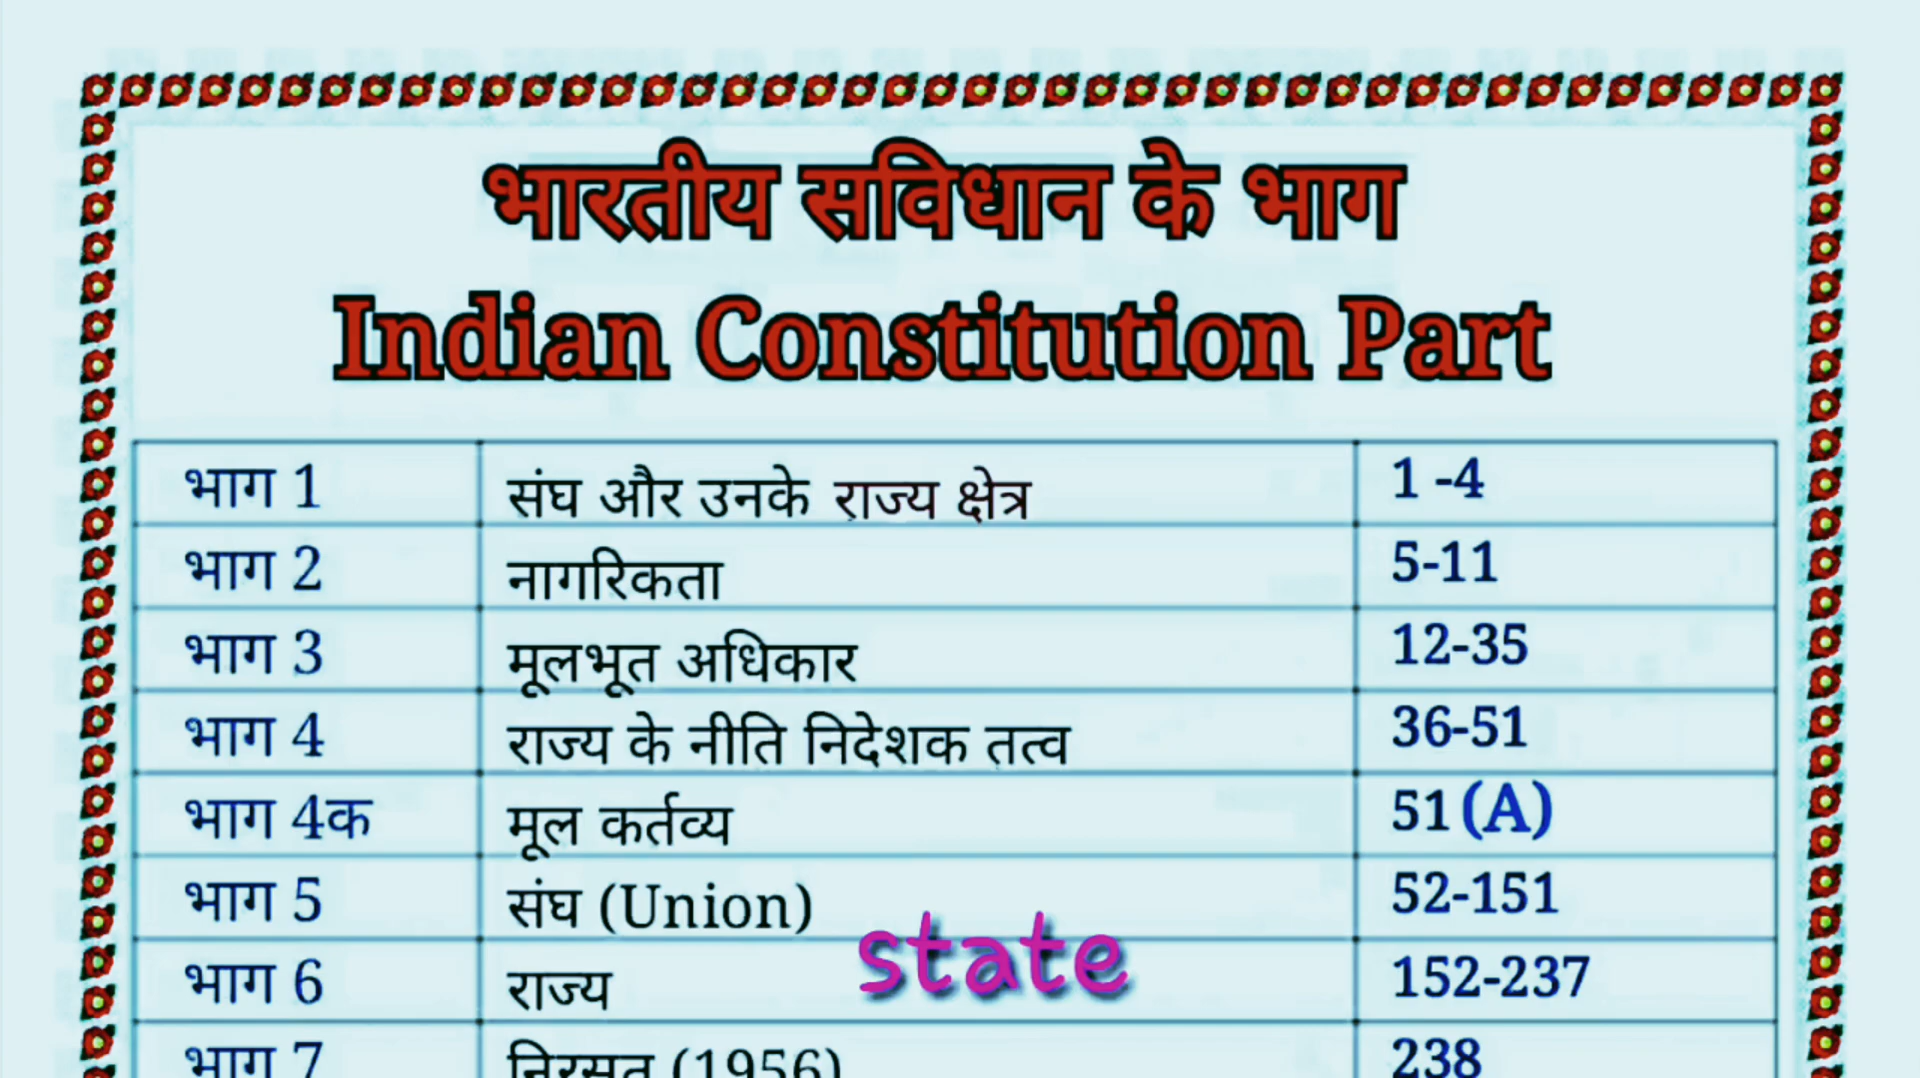 भारतीय सविधान के भाग
Indian Constitution Part
भाग 1 संघ और उनके राज्य क्षेत्र 1 -4
भाग 2 नागरिकता 5-11
भाग 3 मूलभूत अधिकार 12-35
भाग 4 राज्य के नीति निदेशक तत्व 36-51
भाग 4क मूल कर्तव्य 51(A)
भाग 5 संघ (Union) 52-151
भाग 6 राज्य state 152-237
भाग 7 निरसत (1956) 238